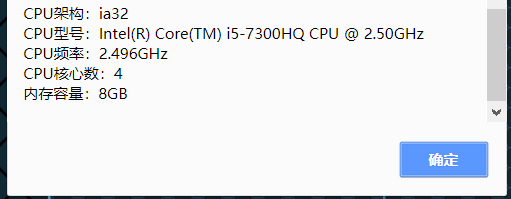 CPU架构：ia32
CPU型号：Intel(R) Core(TM) i5-7300HQ CPU @ 2.50GHz
CPU频率：2.496GHz
CPU核心数：4
内存容量：8GB
确定